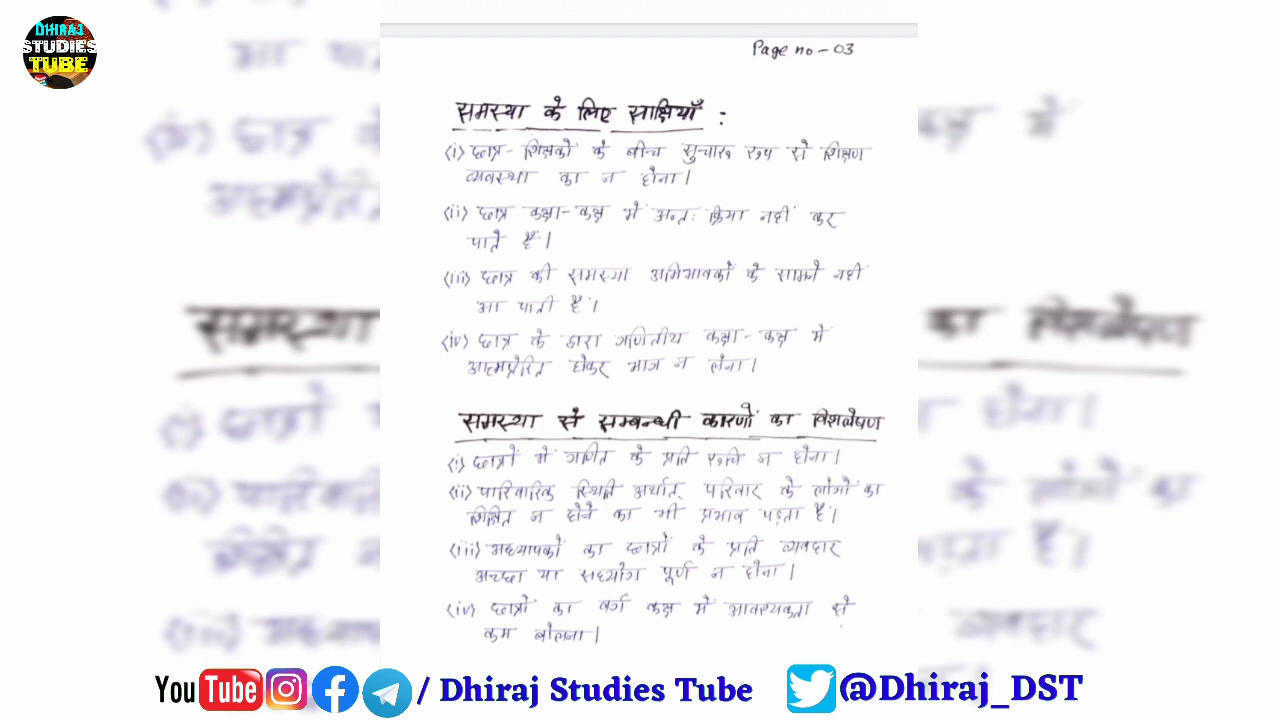 DHIRAJ
STUDIES
TUBE
Page no - 03
समस्या के लिए साक्षियाँ :
(i) छात्र - शिक्षकों के बीच सुचारू रूप से शिक्षण
व्यवस्था का न होना।
(ii) छात्र कक्षा - कक्ष में अन्तः क्रिया नहीं कर
पाते हैं।
(iii) छात्र की समस्या अभिभावकों के सामने नहीं
आ पाती है।
(iv) छात्र के द्वारा गणितीय कक्षा - कक्ष में
आत्मप्रेरित होकर भाग न लेना।
समस्या से सम्बन्धी कारणों का विश्लेषण
(i) छात्रों में गणित के प्रति रूचि न होना।
(ii) पारिवारिक स्थिति अर्थात् परिवार के लोगों का
शिक्षित न होने का भी प्रभाव पड़ता है।
(iii) अध्यापकों का छात्रों के प्रति व्यवहार
अच्छा या सहयोग पूर्ण न होना।
(iv) छात्रों का वर्ग कक्ष में आवश्यकता से
कम बोलना।
YouTube / Dhiraj Studies Tube @Dhiraj_DST